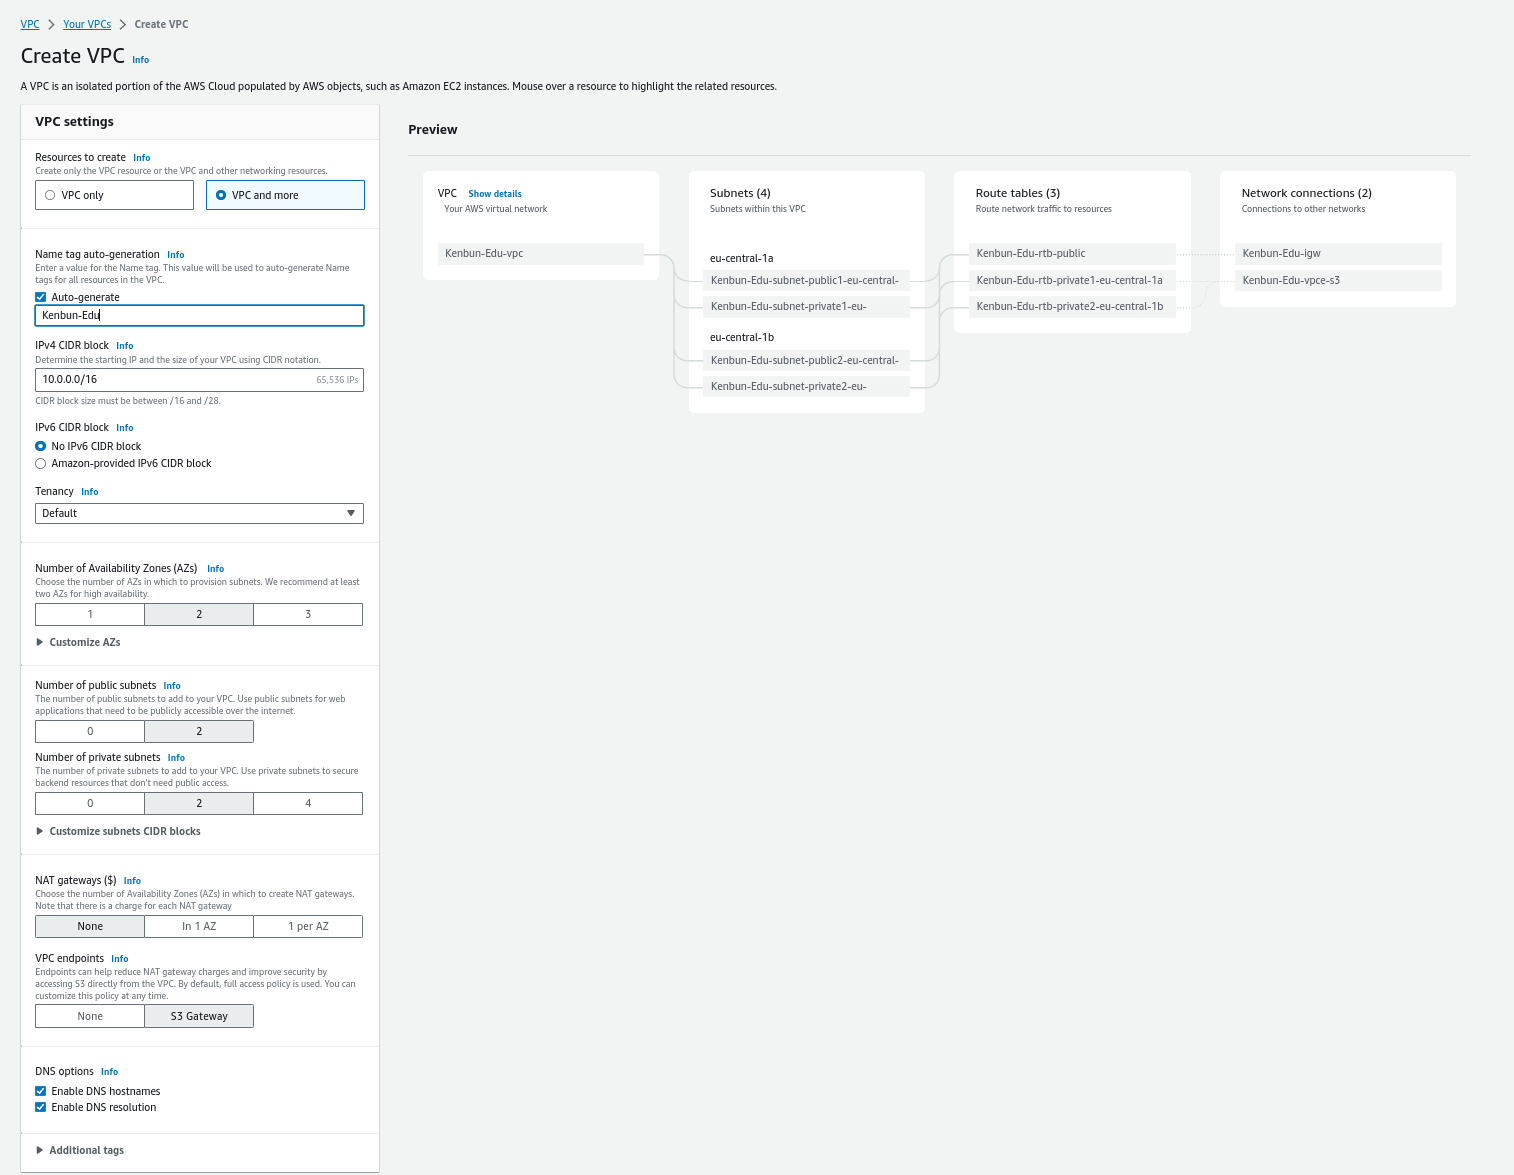 VPC > Your VPCs > Create VPC
Create VPC Info
A VPC is an isolated portion of the AWS Cloud populated by AWS objects, such as Amazon EC2 instances. Mouse over a resource to highlight the related resources.
VPC settings
Resources to create Info
Create only the VPC resource or the VPC and other networking resources.
VPC only
VPC and more
Name tag auto-generation Info
Enter a value for the Name tag. This value will be used to auto-generate Name
tags for all resources in the VPC.
Auto-generate
Kenbun-Edu
IPv4 CIDR block Info
Determine the starting IP and the size of your VPC using CIDR notation.
10.0.0.0/16 65,536 IPs
CIDR block size must be between /16 and /28.
IPv6 CIDR block Info
No IPv6 CIDR block
Amazon-provided IPv6 CIDR block
Tenancy Info
Default
Number of Availability Zones (AZs) Info
Choose the number of AZs in which to provision subnets. We recommend at least
two AZs for high availability.
1 2 3
Customize AZs
Number of public subnets Info
The number of public subnets to add to your VPC. Use public subnets for web
applications that need to be publicly accessible over the internet.
0 2
Number of private subnets Info
The number of private subnets to add to your VPC. Use private subnets to secure
backend resources that don't need public access.
0 2 4
Customize subnets CIDR blocks
NAT gateways ($) Info
Choose the number of Availability Zones (AZs) in which to create NAT gateways.
Note that there is a charge for each NAT gateway
None In 1 AZ 1 per AZ
VPC endpoints Info
Endpoints can help reduce NAT gateway charges and improve security by
accessing S3 directly from the VPC. By default, full access policy is used. You can
customize this policy at any time.
None S3 Gateway
DNS options Info
Enable DNS hostnames
Enable DNS resolution
Additional tags
Preview
VPC Show details
Your AWS virtual network
Kenbun-Edu-vpc
Subnets (4)
Subnets within this VPC
eu-central-1a
Kenbun-Edu-subnet-public1-eu-central-
Kenbun-Edu-subnet-private1-eu-
eu-central-1b
Kenbun-Edu-subnet-public2-eu-central-
Kenbun-Edu-subnet-private2-eu-
Route tables (3)
Route network traffic to resources
Kenbun-Edu-rtb-public
Kenbun-Edu-rtb-private1-eu-central-1a
Kenbun-Edu-rtb-private2-eu-central-1b
Network connections (2)
Connections to other networks
Kenbun-Edu-igw
Kenbun-Edu-vpce-s3